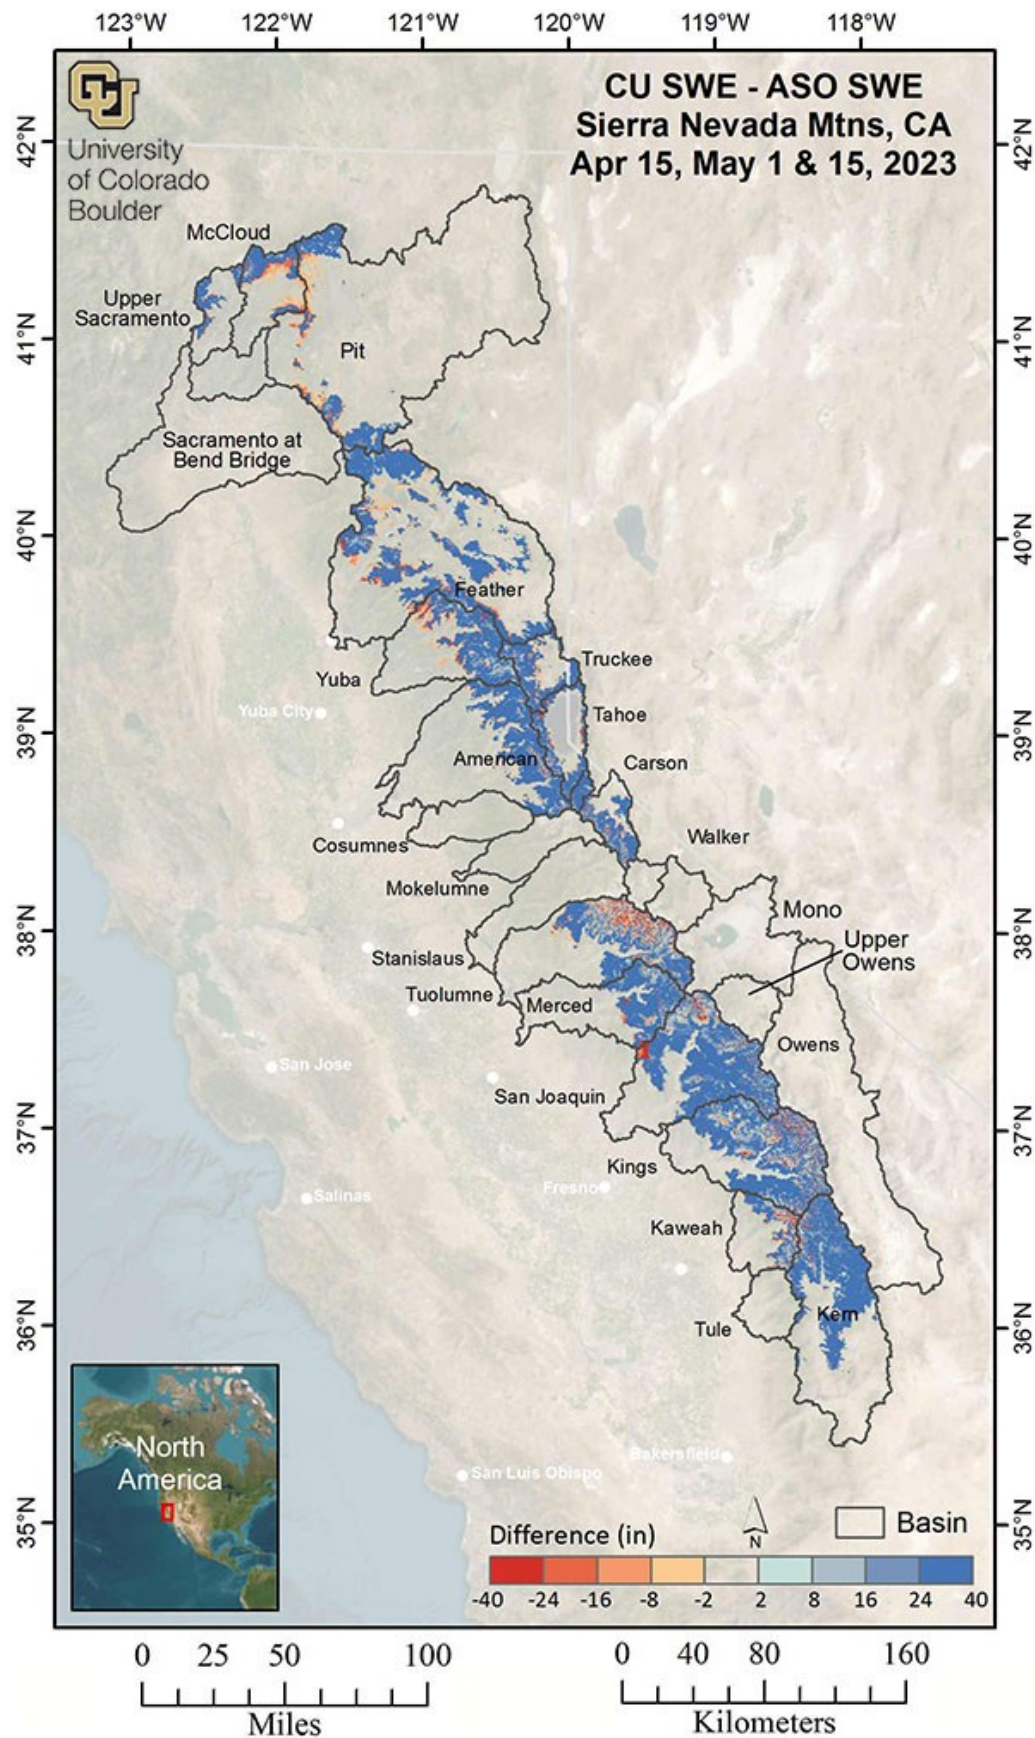 123°W 122°W 121°W 120°W 119°W 118°W
CU SWE - ASO SWE
Sierra Nevada Mtns, CA
Apr 15, May 1 & 15, 2023
CU
University
of Colorado
Boulder
42°N
42°N
McCloud
Upper
Sacramento
41°N
41°N
Pit
Sacramento at
Bend Bridge
40°N
40°N
Feather
Truckee
Yuba
Yuba City
Tahoe
39°N
39°N
American
Carson
Cosumnes
Walker
Mokelumne
Mono
38°N
38°N
Upper
Owens
Stanislaus
Tuolumne
Merced
Owens
San Jose
San Joaquin
37°N
37°N
Kings
Fresno
Salinas
Kaweah
Kern
36°N
36°N
Tule
North
America
Bakersfield
San Luis Obispo
35°N
35°N
Difference (in)
N
Basin
-40 -24 -16 -8 -2 2 8 16 24 40
0 25 50 100
Miles
0 40 80 160
Kilometers